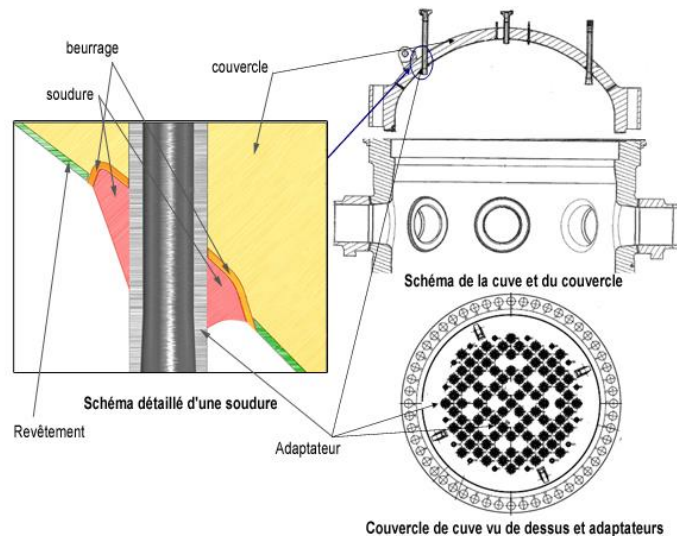 beurrage
soudure
couvercle
Schéma de la cuve et du couvercle
Schéma détaillé d'une soudure
Revêtement
Adaptateur
Couvercle de cuve vu de dessus et adaptateurs